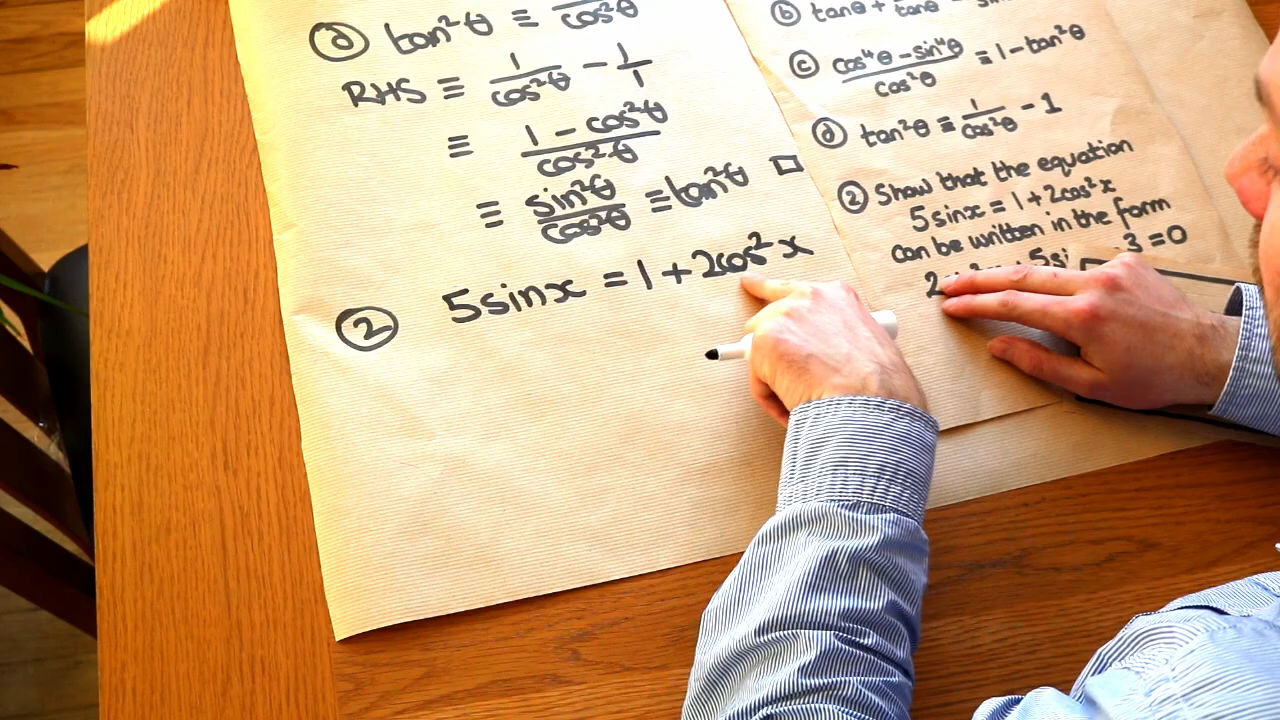 ⓓ tan²θ ≡ cos²θ
RHS ≡ 1/cos²θ - 1/1
≡ (1 - cos²θ)/cos²θ
≡ sin²θ/cos²θ ≡ tan²θ □
② 5sinx = 1 + 2cos²x
ⓑ tanθ + tanθ
ⓒ (cos⁴θ - sin⁴θ)/cos²θ ≡ 1 - tan²θ
ⓓ tan²θ ≡ 1/cos²θ - 1
② Show that the equation
5sinx = 1 + 2cos²x
can be written in the form
3 = 0